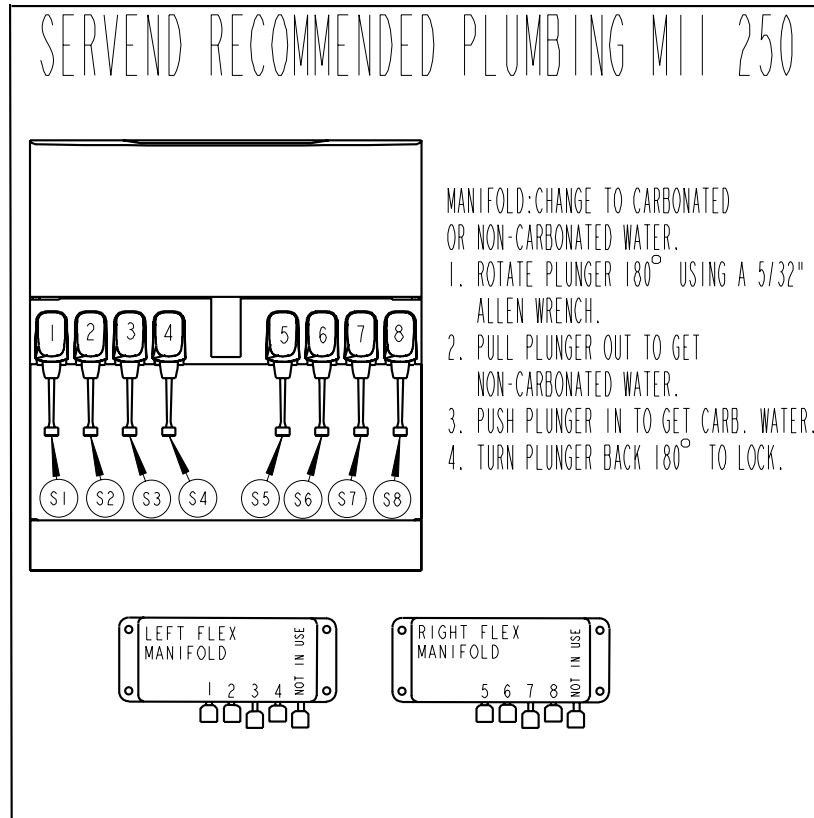 SERVEND RECOMMENDED PLUMBING MII 250
MANIFOLD:CHANGE TO CARBONATED
OR NON-CARBONATED WATER.
1. ROTATE PLUNGER 180° USING A 5/32"
ALLEN WRENCH.
2. PULL PLUNGER OUT TO GET
NON-CARBONATED WATER.
3. PUSH PLUNGER IN TO GET CARB. WATER.
4. TURN PLUNGER BACK 180° TO LOCK.
1 2 3 4 5 6 7 8
S1 S2 S3 S4 S5 S6 S7 S8
LEFT FLEX
MANIFOLD
1 2 3 4 NOT IN USE
RIGHT FLEX
MANIFOLD
5 6 7 8 NOT IN USE